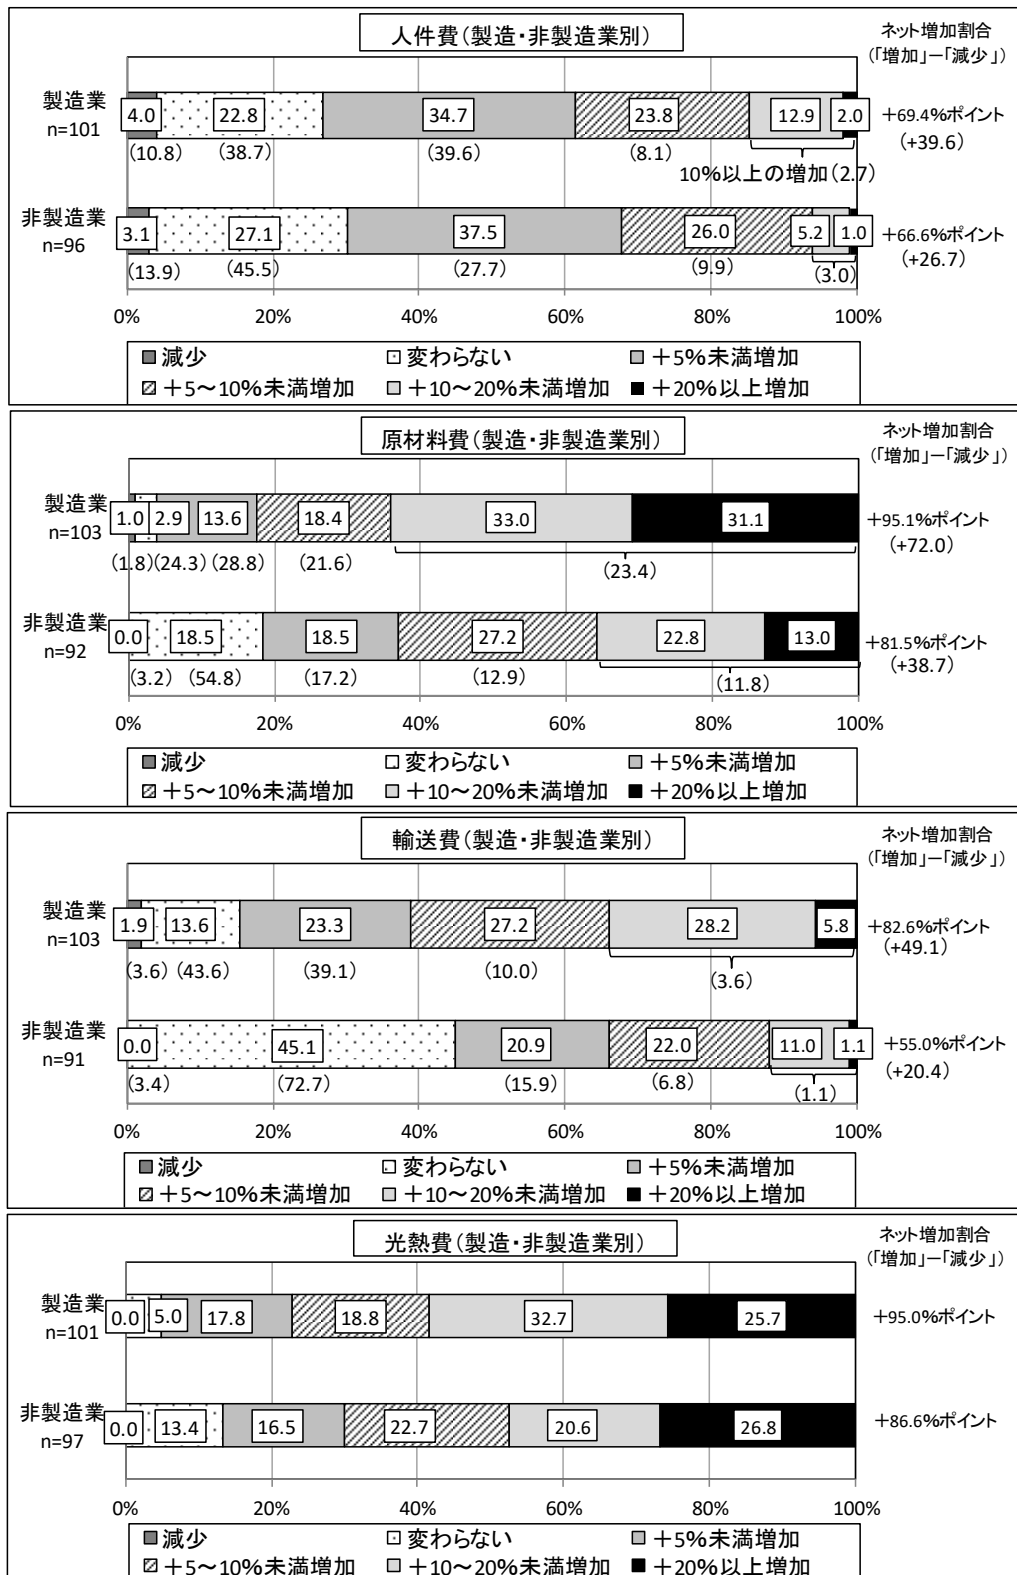 人件費(製造・非製造業別)
ネット増加割合
(「増加」ー「減少」)
製造業
n=101
4.0 22.8 34.7 23.8 12.9 2.0
+69.4%ポイント
(+39.6)
(10.8) (38.7) (39.6) (8.1) 10%以上の増加(2.7)
非製造業
n=96
3.1 27.1 37.5 26.0 5.2 1.0
+66.6%ポイント
(+26.7)
(13.9) (45.5) (27.7) (9.9) (3.0)
0% 20% 40% 60% 80% 100%
減少 変わらない +5%未満増加
+5～10%未満増加 +10～20%未満増加 +20%以上増加
原材料費(製造・非製造業別)
ネット増加割合
(「増加」ー「減少」)
製造業
n=103
1.0 2.9 13.6 18.4 33.0 31.1
+95.1%ポイント
(+72.0)
(1.8) (24.3) (28.8) (21.6) (23.4)
非製造業
n=92
0.0 18.5 18.5 27.2 22.8 13.0
+81.5%ポイント
(+38.7)
(3.2) (54.8) (17.2) (12.9) (11.8)
0% 20% 40% 60% 80% 100%
減少 変わらない +5%未満増加
+5～10%未満増加 +10～20%未満増加 +20%以上増加
輸送費(製造・非製造業別)
ネット増加割合
(「増加」ー「減少」)
製造業
n=103
1.9 13.6 23.3 27.2 28.2 5.8
+82.6%ポイント
(+49.1)
(3.6) (43.6) (39.1) (10.0) (3.6)
非製造業
n=91
0.0 45.1 20.9 22.0 11.0 1.1
+55.0%ポイント
(+20.4)
(3.4) (72.7) (15.9) (6.8) (1.1)
0% 20% 40% 60% 80% 100%
減少 変わらない +5%未満増加
+5～10%未満増加 +10～20%未満増加 +20%以上増加
光熱費(製造・非製造業別)
ネット増加割合
(「増加」ー「減少」)
製造業
n=101
0.0 5.0 17.8 18.8 32.7 25.7
+95.0%ポイント
非製造業
n=97
0.0 13.4 16.5 22.7 20.6 26.8
+86.6%ポイント
0% 20% 40% 60% 80% 100%
減少 変わらない +5%未満増加
+5～10%未満増加 +10～20%未満増加 +20%以上増加